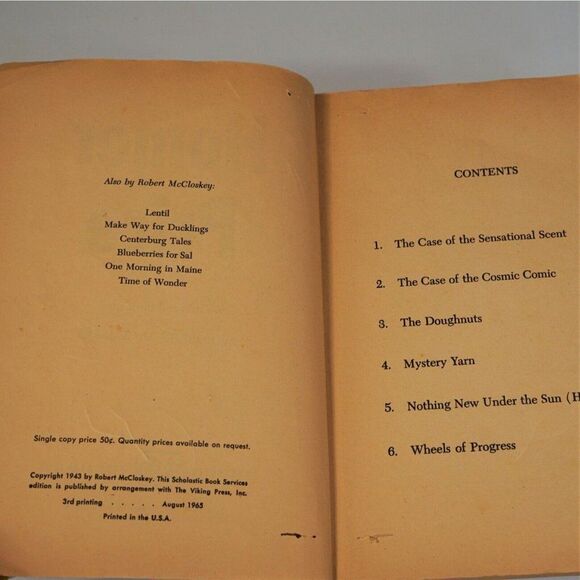 Also by Robert McCloskey:
Lentil
Make Way for Ducklings
Centerburg Tales
Blueberries for Sal
One Morning in Maine
Time of Wonder
Single copy price 50¢. Quantity prices available on request.
Copyright 1943 by Robert McCloskey. This Scholastic Book Services
edition is published by arrangement with The Viking Press, Inc.
3rd printing . . . . . August 1965
Printed in the U.S.A.
CONTENTS
1. The Case of the Sensational Scent
2. The Case of the Cosmic Comic
3. The Doughnuts
4. Mystery Yarn
5. Nothing New Under the Sun (H
6. Wheels of Progress